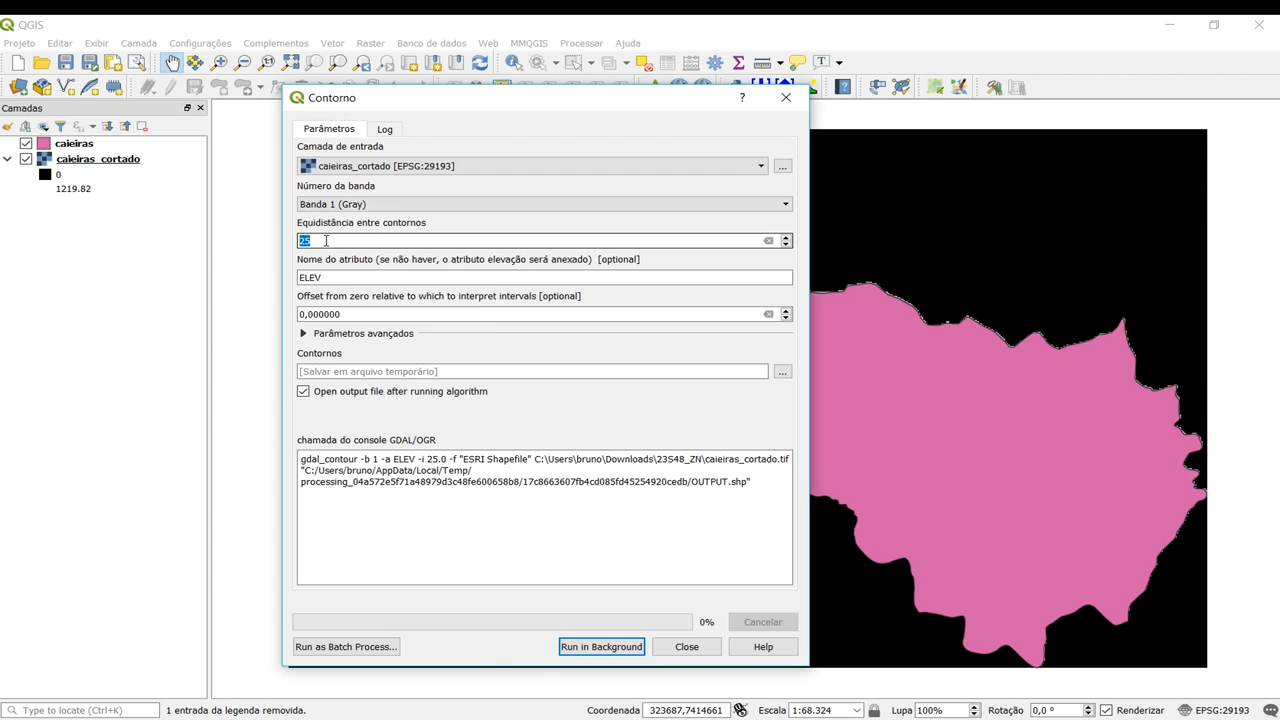 QGIS
Projeto Editar Exibir Camada Configurações Complementos Vetor Raster Banco de dados Web MMQGIS Processar Ajuda
Camadas
caieiras
caieiras_cortado
0
1219.82
Contorno
?
Parâmetros Log
Camada de entrada
caieiras_cortado [EPSG:29193]
...
Número da banda
Banda 1 (Gray)
Equidistância entre contornos
25
Nome do atributo (se não haver, o atributo elevação será anexado) [optional]
ELEV
Offset from zero relative to which to interpret intervals [optional]
0,000000
Parâmetros avançados
Contornos
[Salvar em arquivo temporário]
...
Open output file after running algorithm
chamada do console GDAL/OGR
gdal_contour -b 1 -a ELEV -i 25.0 -f "ESRI Shapefile" C:\Users\bruno\Downloads\23S48_ZN\caieiras_cortado.tif
"C:/Users/bruno/AppData/Local/Temp/
processing_04a572e5f71a48979d3c48fe600658b8/17c8663607fb4cd085fd45254920cedb/OUTPUT.shp"
0% Cancelar
Run as Batch Process... Run in Background Close Help
Type to locate (Ctrl+K) 1 entrada da legenda removida. Coordenada 323687,7414661 Escala 1:68.324 Lupa 100% Rotação 0,0 ° Renderizar EPSG:29193